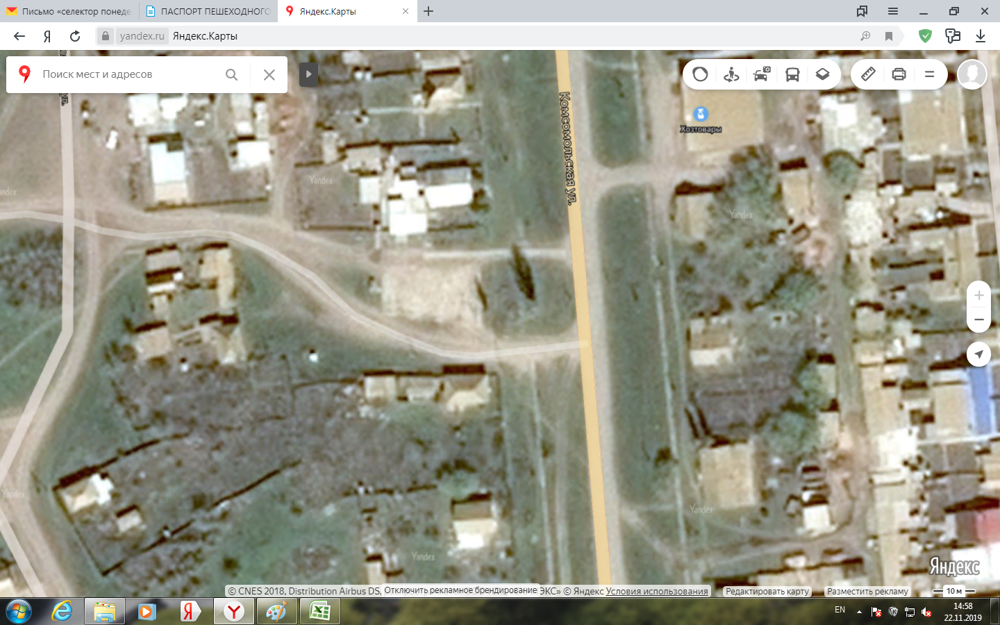 Письмо «селектор понеде
ПАСПОРТ ПЕШЕХОДНОГО
Яндекс.Карты
Я
yandex.ru Яндекс.Карты
Поиск мест и адресов
ул.
Комсомольская ул.
Хозтовары
Yandex
Yandex
Yandex
Yandex
Yandex
Yandex
Яндекс
© CNES 2018, Distribution Airbus DS, Отключить рекламное брендирование ЭКС» © Яндекс Условия использования
Редактировать карту
Разместить рекламу
10 м
EN
14:58
22.11.2019